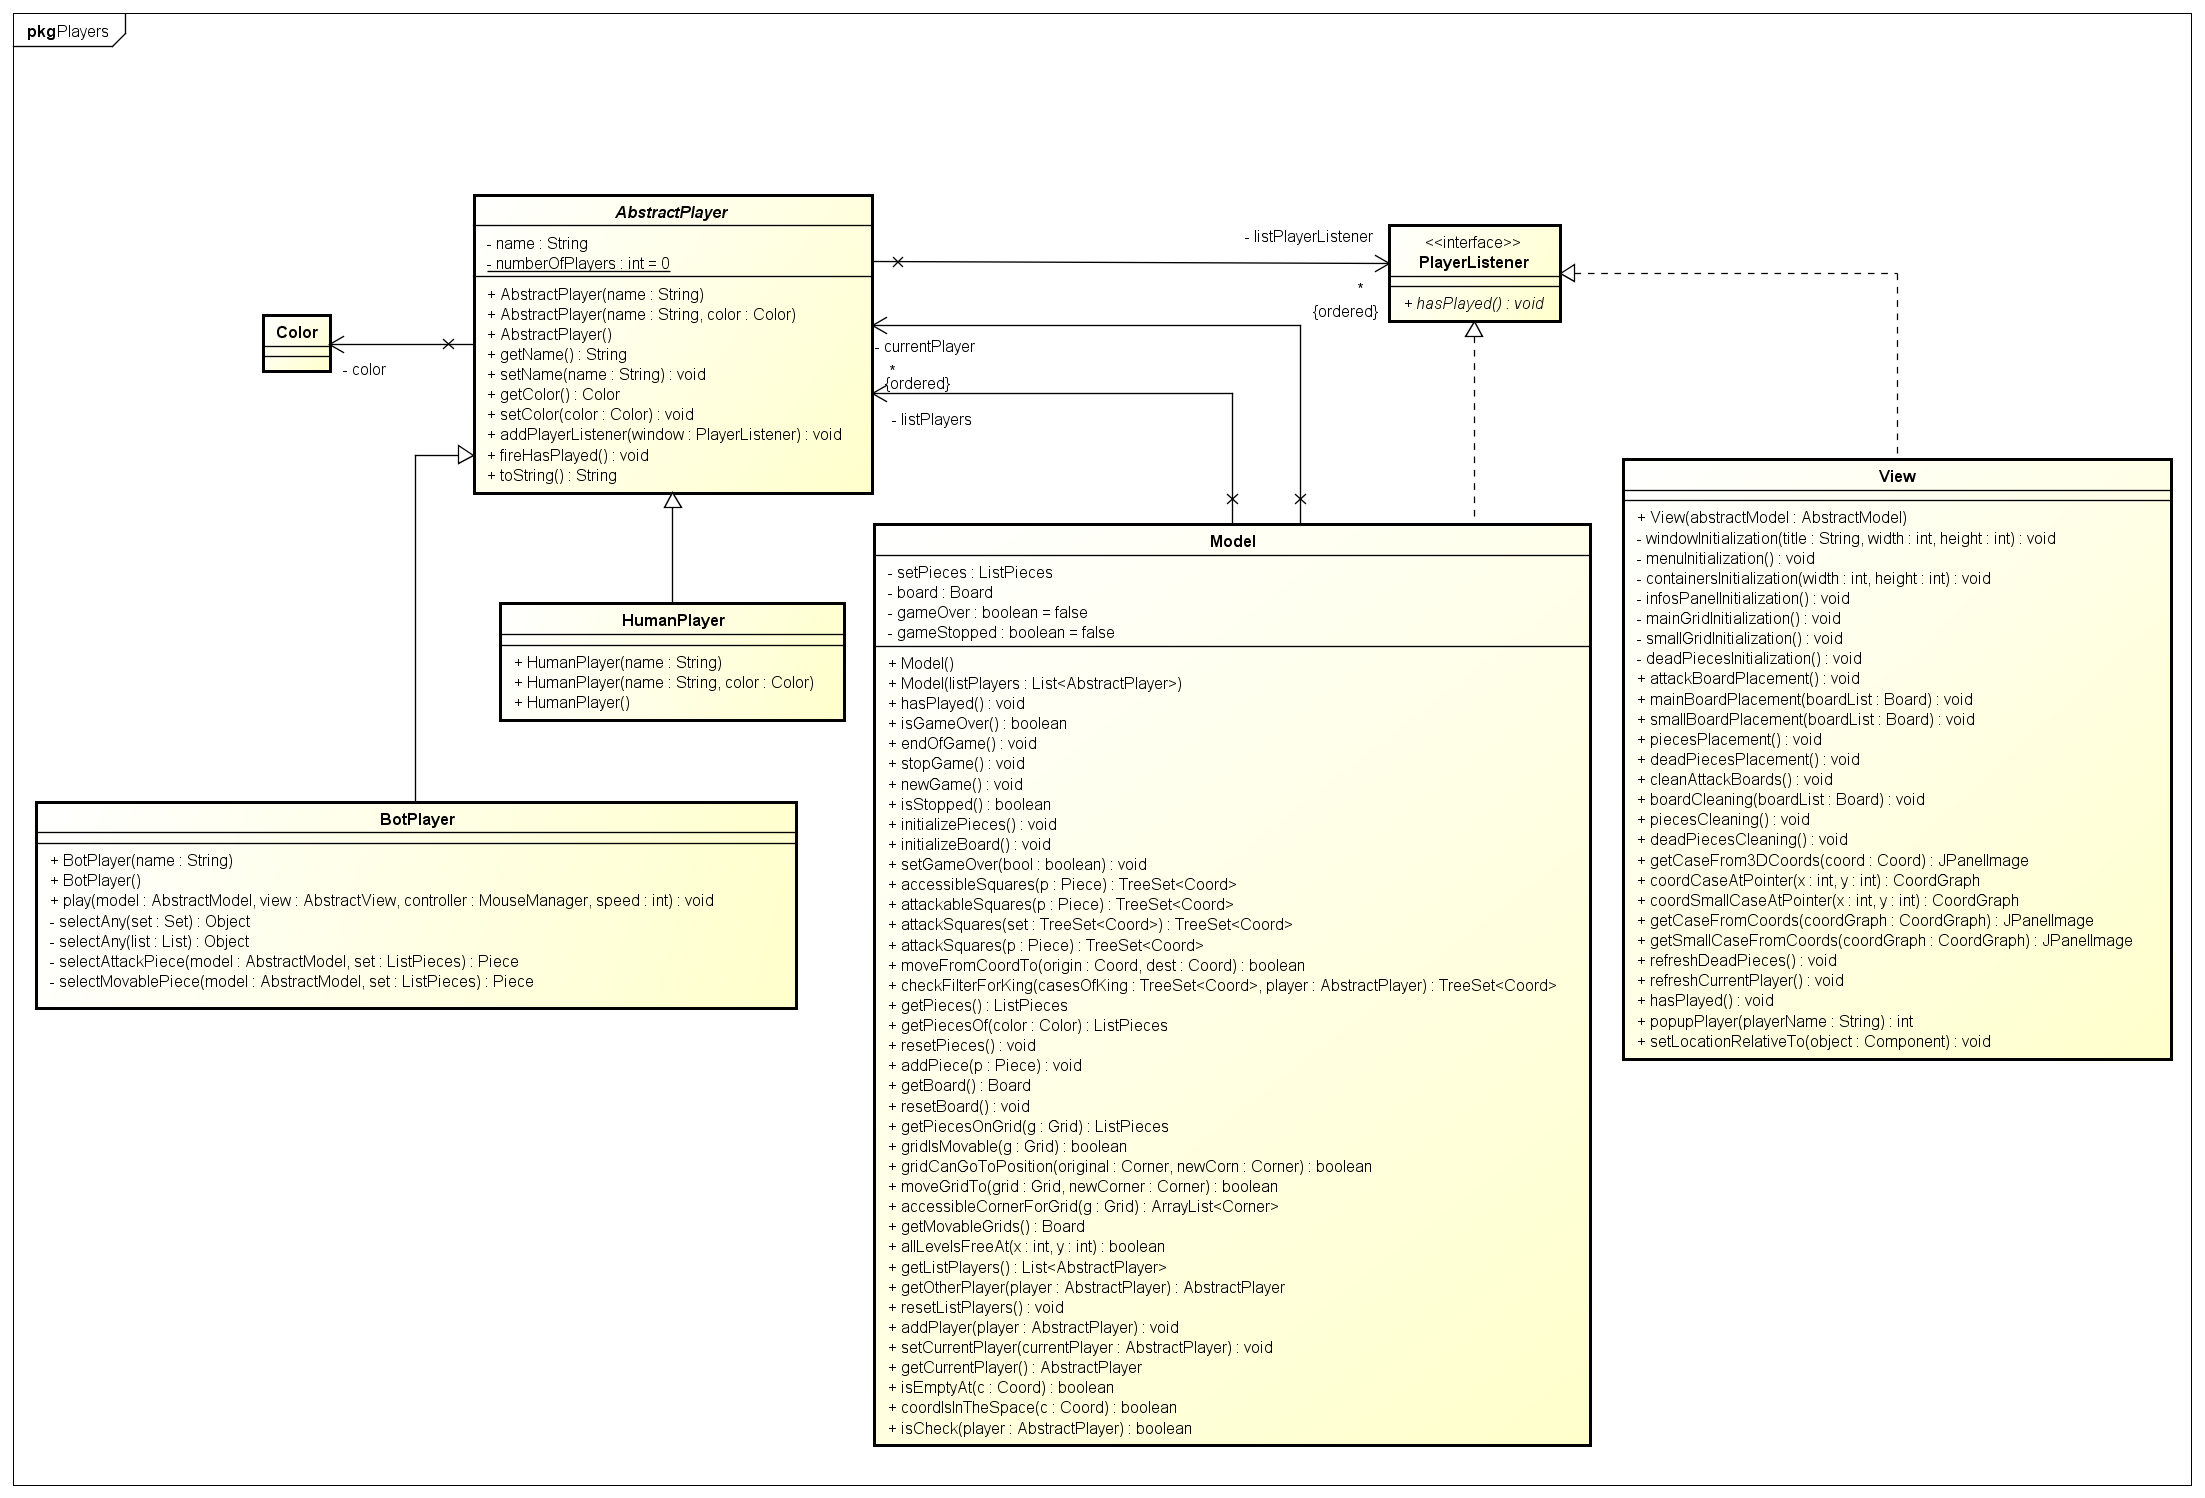 pkgPlayers
AbstractPlayer
- name : String
- numberOfPlayers : int = 0
+ AbstractPlayer(name : String)
+ AbstractPlayer(name : String, color : Color)
+ AbstractPlayer()
+ getName() : String
+ setName(name : String) : void
+ getColor() : Color
+ setColor(color : Color) : void
+ addPlayerListener(window : PlayerListener) : void
+ fireHasPlayed() : void
+ toString() : String
Color
- color
- listPlayerListener
*
{ordered}
<<interface>>
PlayerListener
+ hasPlayed() : void
- currentPlayer
*
{ordered}
- listPlayers
HumanPlayer
+ HumanPlayer(name : String)
+ HumanPlayer(name : String, color : Color)
+ HumanPlayer()
BotPlayer
+ BotPlayer(name : String)
+ BotPlayer()
+ play(model : AbstractModel, view : AbstractView, controller : MouseManager, speed : int) : void
- selectAny(set : Set) : Object
- selectAny(list : List) : Object
- selectAttackPiece(model : AbstractModel, set : ListPieces) : Piece
- selectMovablePiece(model : AbstractModel, set : ListPieces) : Piece
Model
- setPieces : ListPieces
- board : Board
- gameOver : boolean = false
- gameStopped : boolean = false
+ Model()
+ Model(listPlayers : List<AbstractPlayer>)
+ hasPlayed() : void
+ isGameOver() : boolean
+ endOfGame() : void
+ stopGame() : void
+ newGame() : void
+ isStopped() : boolean
+ initializePieces() : void
+ initializeBoard() : void
+ setGameOver(bool : boolean) : void
+ accessibleSquares(p : Piece) : TreeSet<Coord>
+ attackableSquares(p : Piece) : TreeSet<Coord>
+ attackSquares(set : TreeSet<Coord>) : TreeSet<Coord>
+ attackSquares(p : Piece) : TreeSet<Coord>
+ moveFromCoordTo(origin : Coord, dest : Coord) : boolean
+ checkFilterForKing(casesOfKing : TreeSet<Coord>, player : AbstractPlayer) : TreeSet<Coord>
+ getPieces() : ListPieces
+ getPiecesOf(color : Color) : ListPieces
+ resetPieces() : void
+ addPiece(p : Piece) : void
+ getBoard() : Board
+ resetBoard() : void
+ getPiecesOnGrid(g : Grid) : ListPieces
+ gridIsMovable(g : Grid) : boolean
+ gridCanGoToPosition(original : Corner, newCorn : Corner) : boolean
+ moveGridTo(grid : Grid, newCorner : Corner) : boolean
+ accessibleCornerForGrid(g : Grid) : ArrayList<Corner>
+ getMovableGrids() : Board
+ allLevelsFreeAt(x : int, y : int) : boolean
+ getListPlayers() : List<AbstractPlayer>
+ getOtherPlayer(player : AbstractPlayer) : AbstractPlayer
+ resetListPlayers() : void
+ addPlayer(player : AbstractPlayer) : void
+ setCurrentPlayer(currentPlayer : AbstractPlayer) : void
+ getCurrentPlayer() : AbstractPlayer
+ isEmptyAt(c : Coord) : boolean
+ coordIsInTheSpace(c : Coord) : boolean
+ isCheck(player : AbstractPlayer) : boolean
View
+ View(abstractModel : AbstractModel)
- windowInitialization(title : String, width : int, height : int) : void
- menuInitialization() : void
- containersInitialization(width : int, height : int) : void
- infosPanelInitialization() : void
- mainGridInitialization() : void
- smallGridInitialization() : void
- deadPiecesInitialization() : void
+ attackBoardPlacement() : void
+ mainBoardPlacement(boardList : Board) : void
+ smallBoardPlacement(boardList : Board) : void
+ piecesPlacement() : void
+ deadPiecesPlacement() : void
+ cleanAttackBoards() : void
+ boardCleaning(boardList : Board) : void
+ piecesCleaning() : void
+ deadPiecesCleaning() : void
+ getCaseFrom3DCoords(coord : Coord) : JPanelImage
+ coordCaseAtPointer(x : int, y : int) : CoordGraph
+ coordSmallCaseAtPointer(x : int, y : int) : CoordGraph
+ getCaseFromCoords(coordGraph : CoordGraph) : JPanelImage
+ getSmallCaseFromCoords(coordGraph : CoordGraph) : JPanelImage
+ refreshDeadPieces() : void
+ refreshCurrentPlayer() : void
+ hasPlayed() : void
+ popupPlayer(playerName : String) : int
+ setLocationRelativeTo(object : Component) : void